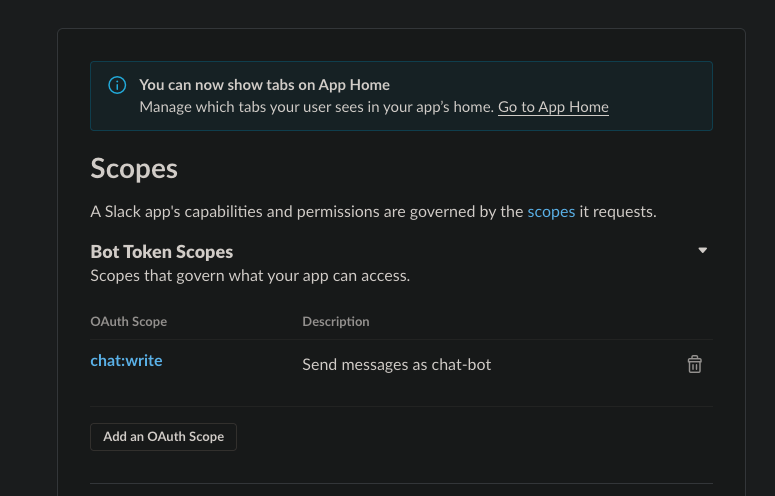 You can now show tabs on App Home
Manage which tabs your user sees in your app's home. Go to App Home
Scopes
A Slack app's capabilities and permissions are governed by the scopes it requests.
Bot Token Scopes
Scopes that govern what your app can access.
OAuth Scope Description
chat:write Send messages as chat-bot
Add an OAuth Scope